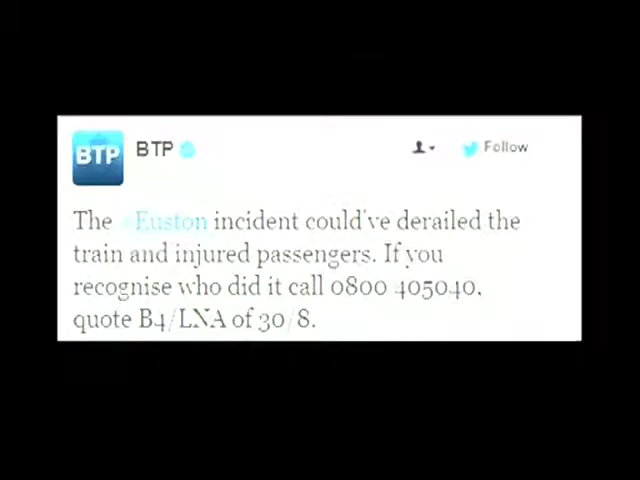 BTP
BTP
Follow
The #Euston incident could've derailed the
train and injured passengers. If you
recognise who did it call 0800 405040,
quote B4/LNA of 30/8.